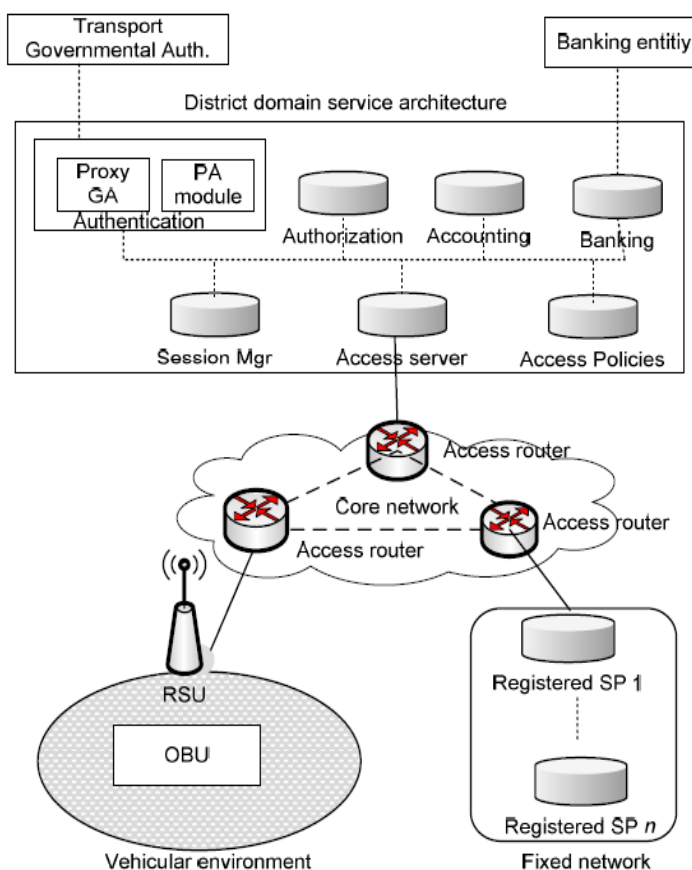 Transport
Governmental Auth.
Banking entitiy
District domain service architecture
Proxy
GA
PA
module
Authentication
Authorization
Accounting
Banking
Session Mgr
Access server
Access Policies
Access router
Core network
Access router
Access router
RSU
OBU
Vehicular environment
Registered SP 1
Registered SP n
Fixed network